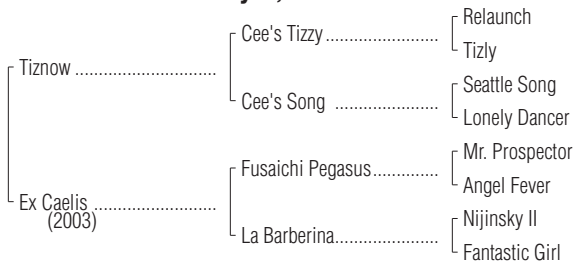 Relaunch
Cee's Tizzy
Tizly
Tiznow
Seattle Song
Cee's Song
Lonely Dancer
Mr. Prospector
Fusaichi Pegasus
Angel Fever
Ex Caelis
(2003)
Nijinsky II
La Barberina
Fantastic Girl